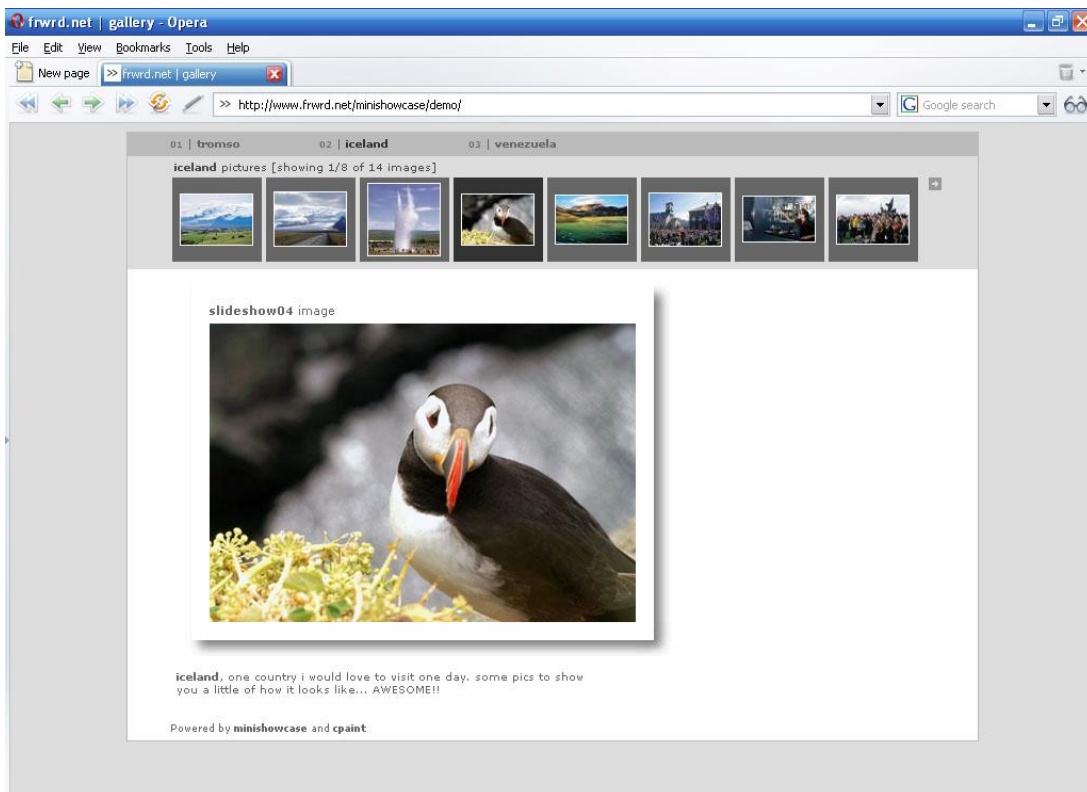 frwrd.net | gallery - Opera
File Edit View Bookmarks Tools Help
New page frwrd.net | gallery
http://www.frwrd.net/minishowcase/demo/ G Google search
01 | tromso 02 | iceland 03 | venezuela
iceland pictures [showing 1/8 of 14 images]
slideshow04 image
iceland, one country i would love to visit one day. some pics to show
you a little of how it looks like... AWESOME!!
Powered by minishowcase and cpaint